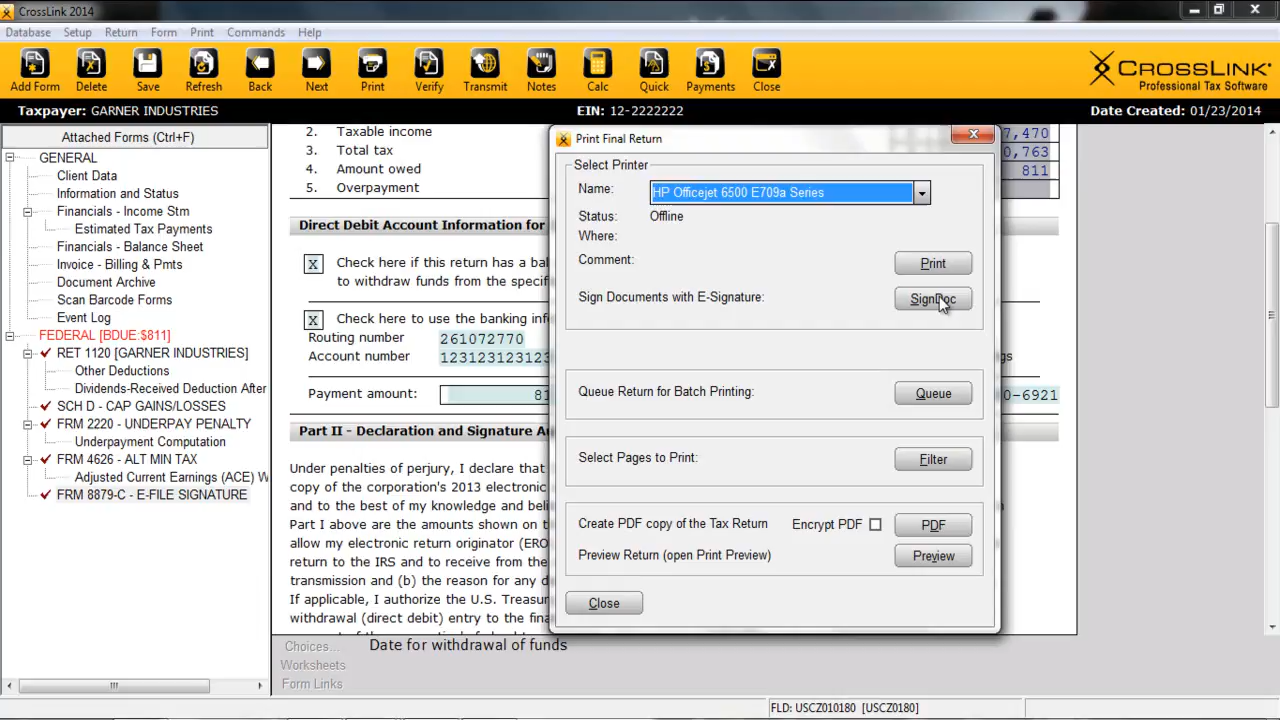 CrossLink 2014
Database Setup Return Form Print Commands Help
Add Form Delete Save Refresh Back Next Print Verify Transmit Notes Calc Quick Payments Close
CROSSLINK
Professional Tax Software
Taxpayer: GARNER INDUSTRIES EIN: 12-2222222 Date Created: 01/23/2014
Attached Forms (Ctrl+F)
GENERAL
Client Data
Information and Status
Financials - Income Stm
Estimated Tax Payments
Financials - Balance Sheet
Invoice - Billing & Pmts
Document Archive
Scan Barcode Forms
Event Log
FEDERAL [BDUE:$811]
RET 1120 [GARNER INDUSTRIES]
Other Deductions
Dividends-Received Deduction After
SCH D - CAP GAINS/LOSSES
FRM 2220 - UNDERPAY PENALTY
Underpayment Computation
FRM 4626 - ALT MIN TAX
Adjusted Current Earnings (ACE) W
FRM 8879-C - E-FILE SIGNATURE
2. Taxable income 7,470
3. Total tax 0,763
4. Amount owed 811
5. Overpayment
Direct Debit Account Information for
X Check here if this return has a bal
to withdraw funds from the specif
X Check here to use the banking inf
Routing number 261072770
Account number 1231231231231 gs
Payment amount: 81 0-6921
Part II - Declaration and Signature Au
Under penalties of perjury, I declare that
copy of the corporation's 2013 electronic
and to the best of my knowledge and beli
Part I above are the amounts shown on th
allow my electronic return originator (ERO
return to the IRS and to receive from the
transmission and (b) the reason for any d
If applicable, I authorize the U.S. Treasur
withdrawal (direct debit) entry to the fina
Print Final Return
Select Printer
Name: HP Officejet 6500 E709a Series
Status: Offline
Where:
Comment: Print
Sign Documents with E-Signature: SignDoc
Queue Return for Batch Printing: Queue
Select Pages to Print: Filter
Create PDF copy of the Tax Return Encrypt PDF PDF
Preview Return (open Print Preview) Preview
Close
Choices... Date for withdrawal of funds
Worksheets
Form Links
FLD: USCZ010180 [USCZ0180]